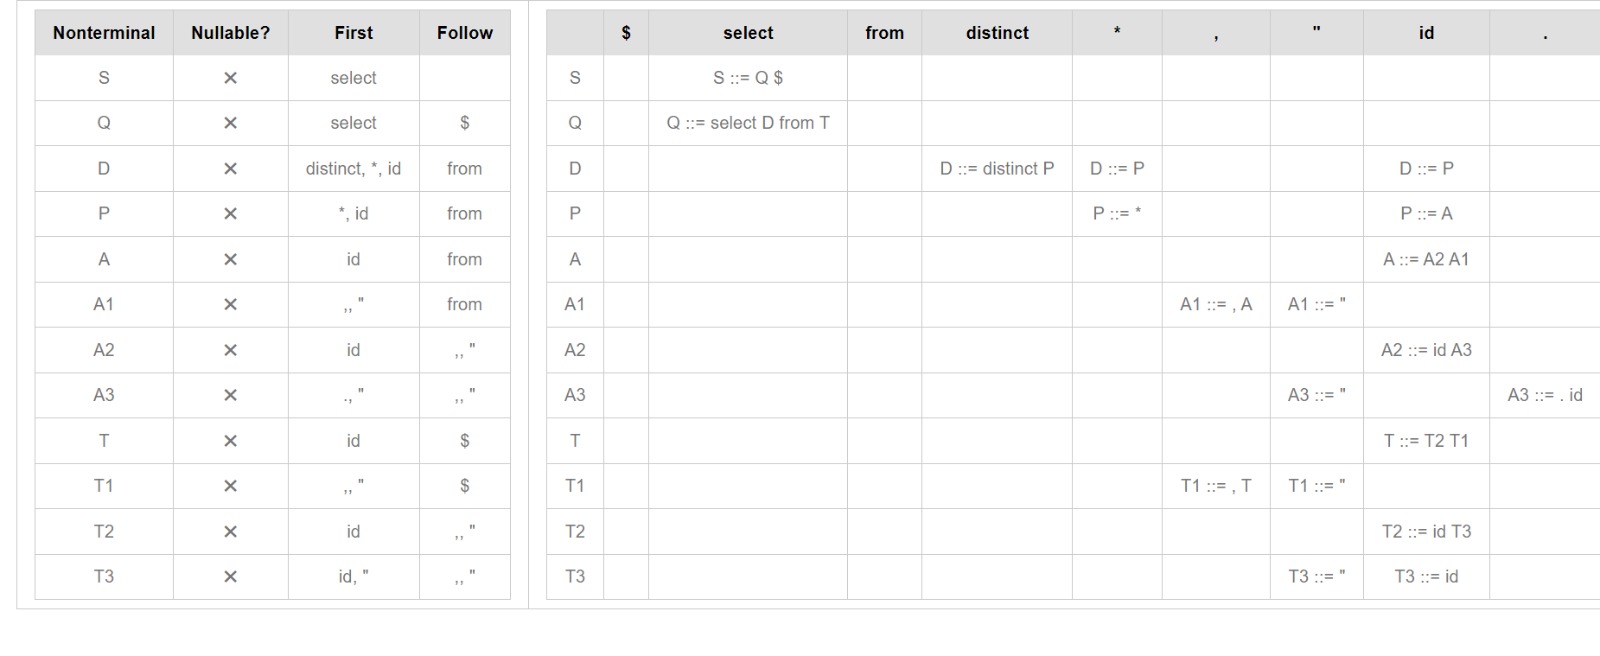 Nonterminal Nullable? First Follow
S ✕ select
Q ✕ select $
D ✕ distinct, *, id from
P ✕ *, id from
A ✕ id from
A1 ✕ ,, " from
A2 ✕ id ,, "
A3 ✕ ., " ,, "
T ✕ id $
T1 ✕ ,, " $
T2 ✕ id ,, "
T3 ✕ id, " ,, "
$ select from distinct * , " id .
S S ::= Q $
Q Q ::= select D from T
D D ::= distinct P D ::= P D ::= P
P P ::= * P ::= A
A A ::= A2 A1
A1 A1 ::= , A A1 ::= "
A2 A2 ::= id A3
A3 A3 ::= " A3 ::= . id
T T ::= T2 T1
T1 T1 ::= , T T1 ::= "
T2 T2 ::= id T3
T3 T3 ::= " T3 ::= id